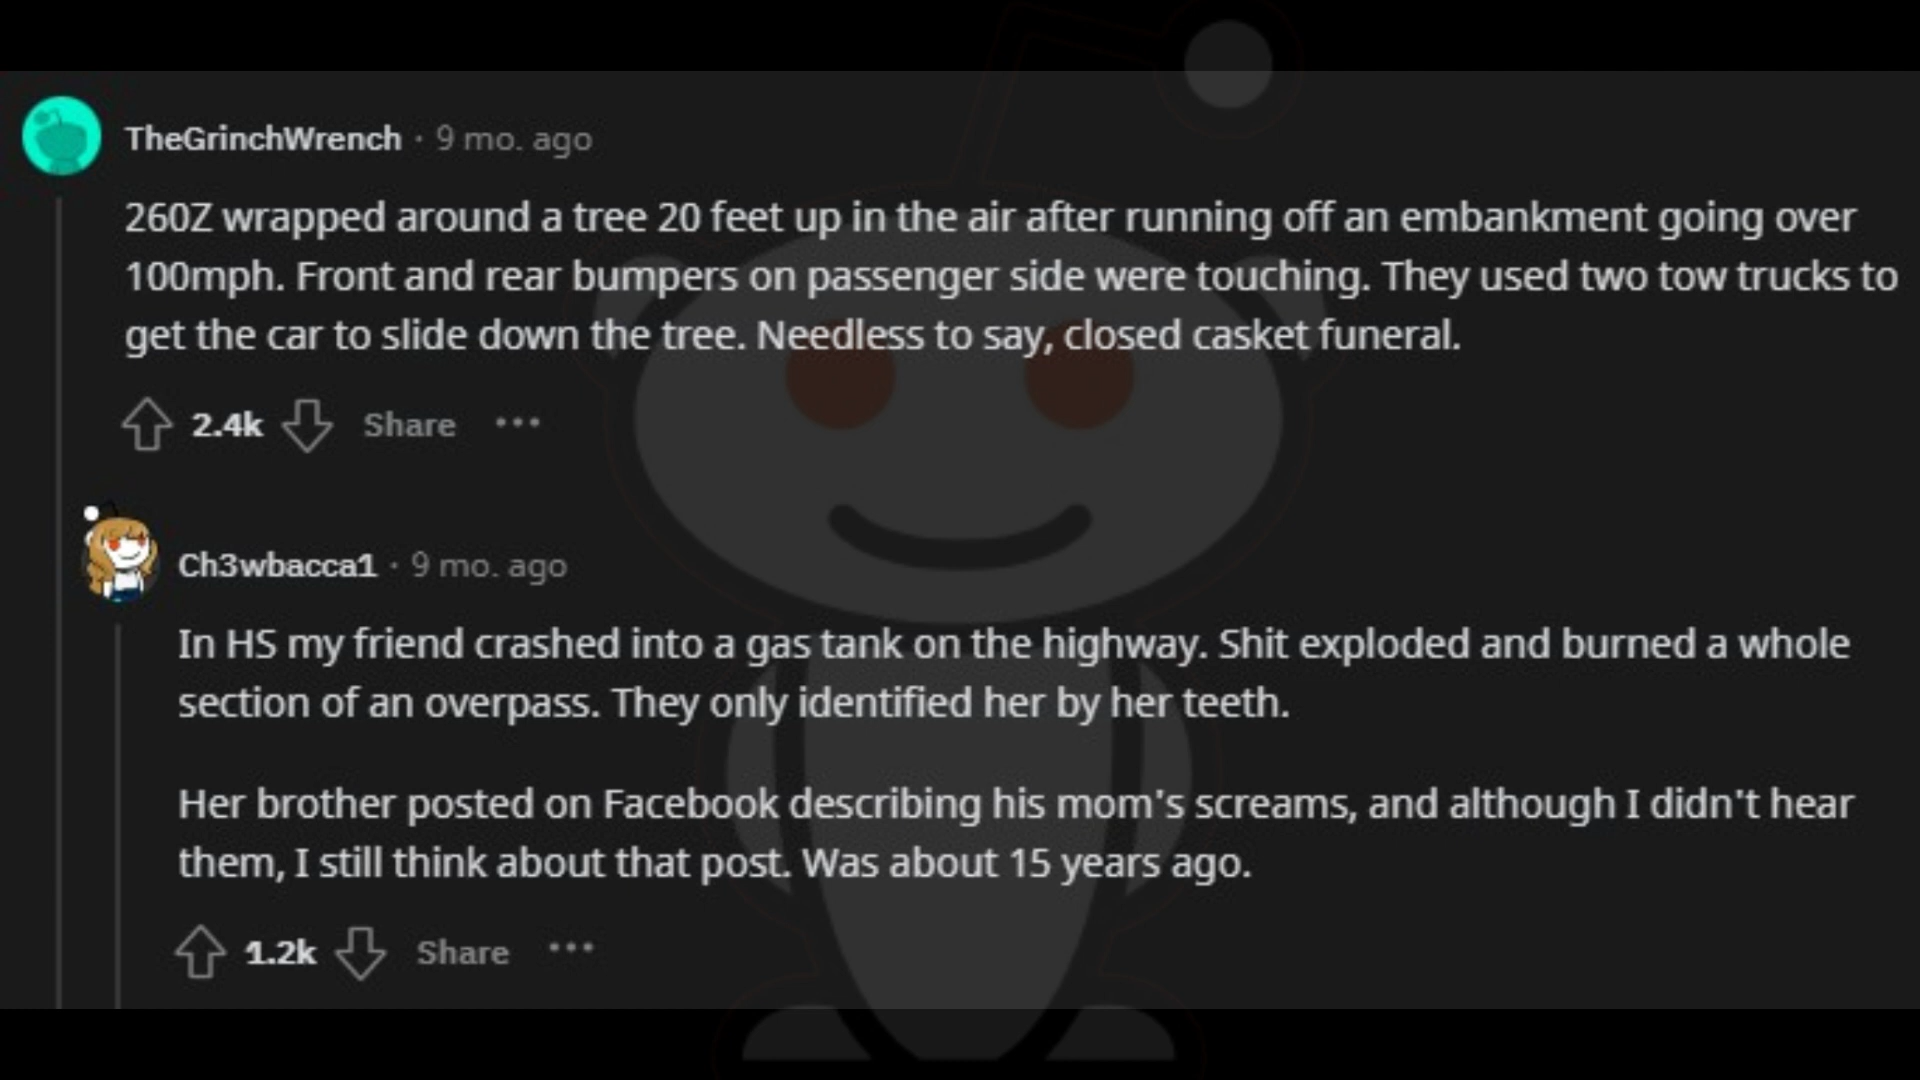 TheGrinchWrench · 9 mo. ago
260Z wrapped around a tree 20 feet up in the air after running off an embankment going over
100mph. Front and rear bumpers on passenger side were touching. They used two tow trucks to
get the car to slide down the tree. Needless to say, closed casket funeral.
2.4k Share ···
Ch3wbacca1 · 9 mo. ago
In HS my friend crashed into a gas tank on the highway. Shit exploded and burned a whole
section of an overpass. They only identified her by her teeth.
Her brother posted on Facebook describing his mom's screams, and although I didn't hear
them, I still think about that post. Was about 15 years ago.
1.2k Share ···